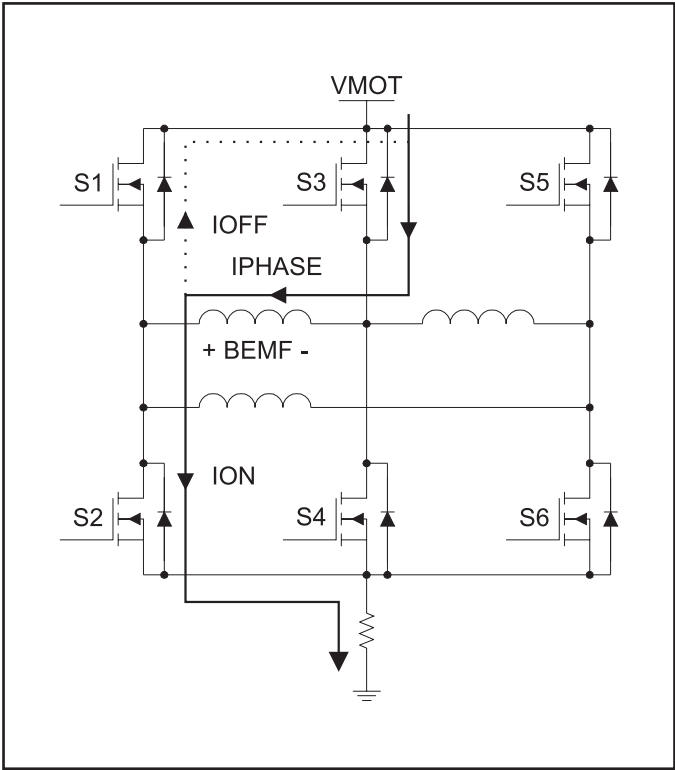 VMOT
S1
S3
S5
IOFF
IPHASE
+ BEMF -
ION
S2
S4
S6